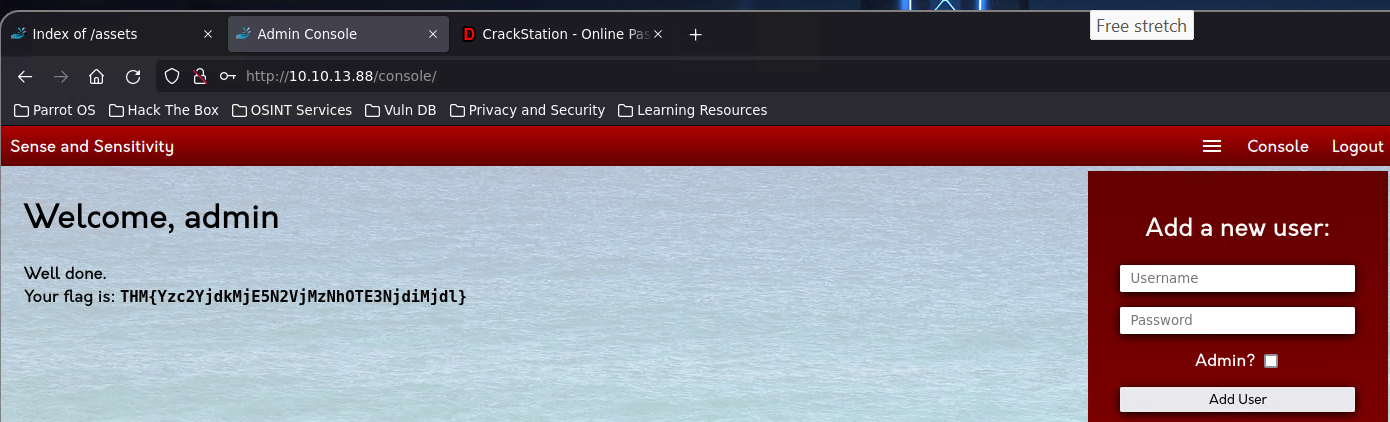 Free stretch
Index of /assets
Admin Console
CrackStation - Online Pas
http://10.10.13.88/console/
Parrot OS Hack The Box OSINT Services Vuln DB Privacy and Security Learning Resources
Sense and Sensitivity
Console Logout
Welcome, admin
Well done.
Your flag is: THM{Yzc2YjdkMjE5N2VjMzNhOTE3NjdiMjdl}
Add a new user:
Username
Password
Admin?
Add User